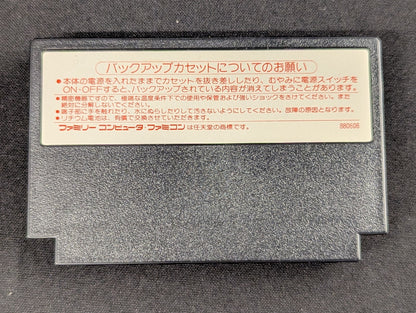 バックアップカセットについてのお願い
●本体の電源を入れたままでカセットを抜き差ししたり、むやみに電源スイッチを
ON・OFFすると、バックアップされている内容が消えてしまうことがあります。
●精密機器ですので、極端な温度条件下での使用や保管および強いショックをさけてください。また
絶対に分解しないでください。
●端子部に手を触れたり、水にぬらしたりして汚さないようにしてください。故障の原因となります。
●リチウム電池は、有償で交換させていただきます。
ファミリーコンピュータ・ファミコンは任天堂の商標です。
880608